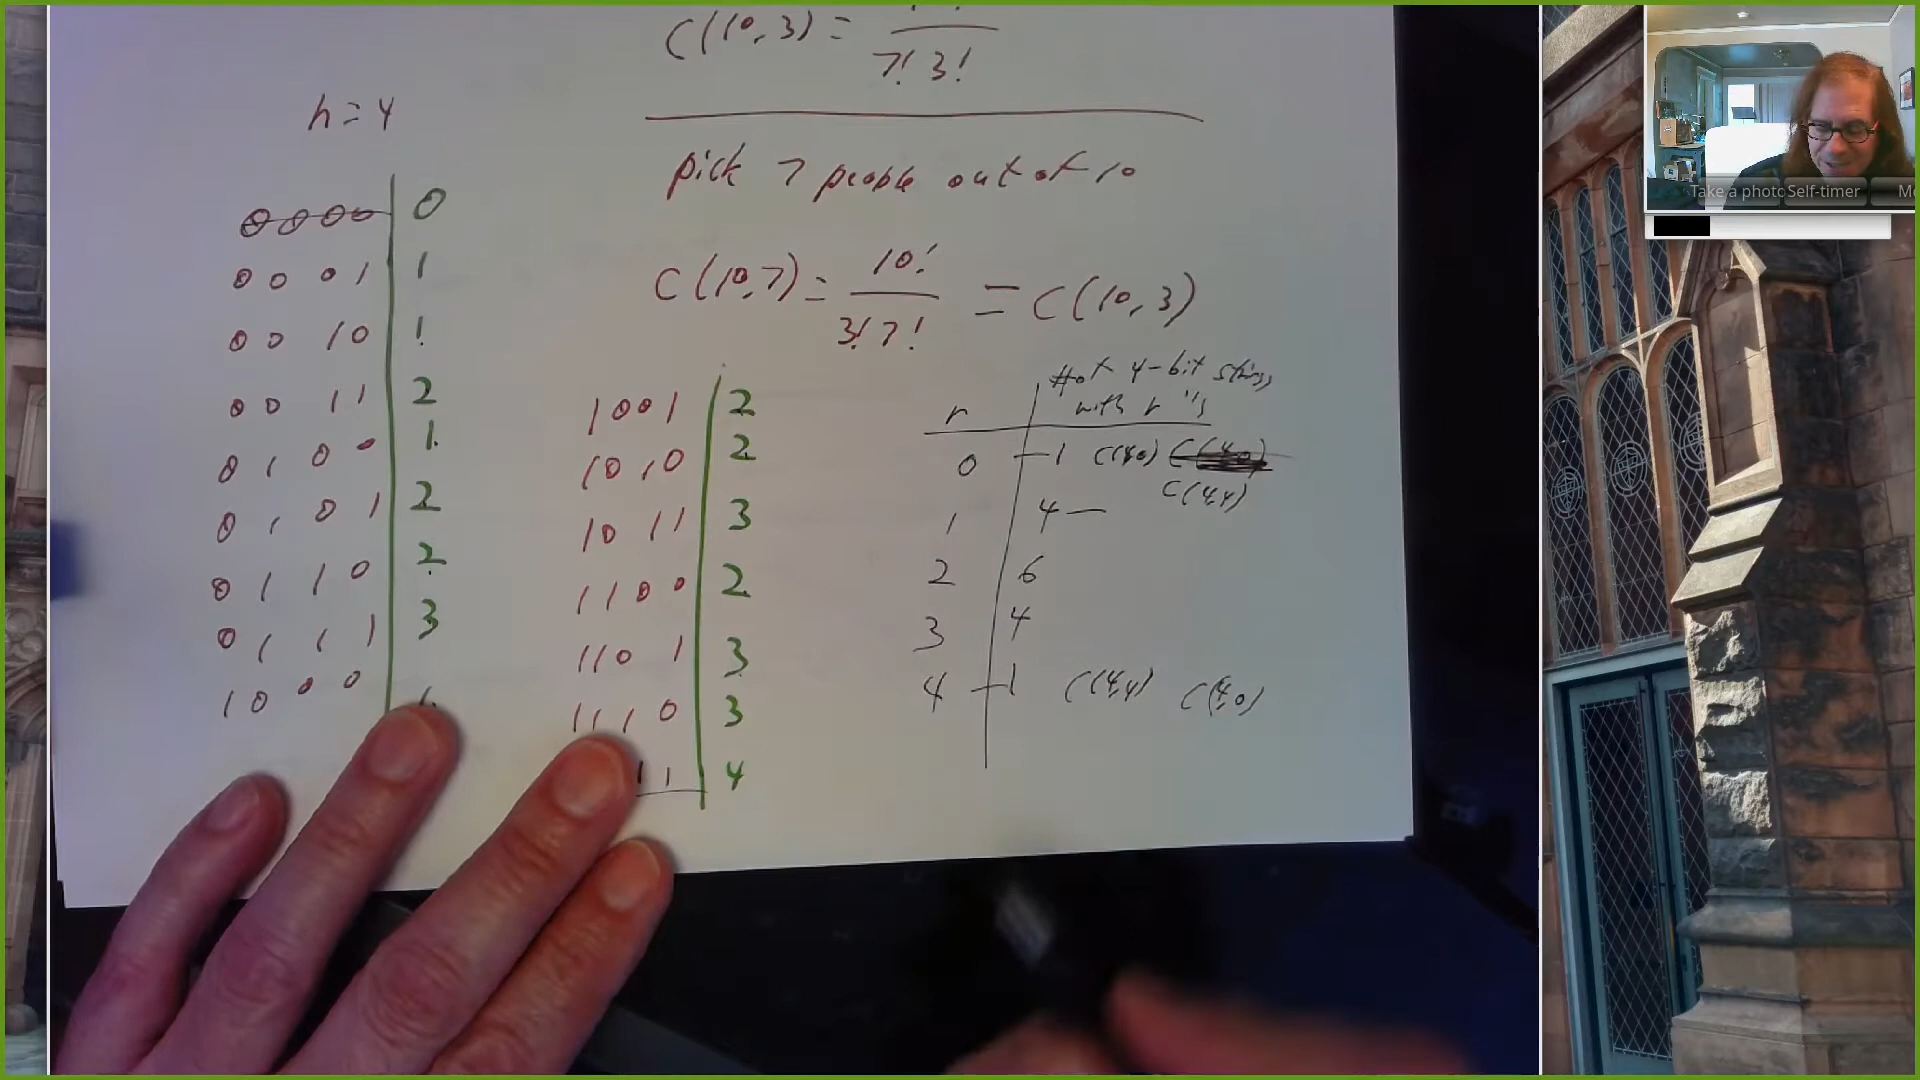 C(10,3) =
7! 3!
n = 4
pick 7 people out of 10
C(10,7) = 10! / 3! 7! = C(10,3)
0000 | 0
0001 | 1
0010 | 1
0011 | 2
0100 | 1
0101 | 2
0110 | 2
0111 | 3
1000 | 1
1001 | 2
1010 | 2
1011 | 3
1100 | 2
1101 | 3
1110 | 3
11 | 4
# of 4-bit strings
r | with r 1's
0 | 1 C(4,0) C(4,0)
C(4,4)
1 | 4
2 | 6
3 | 4
4 | 1 C(4,4) C(4,0)
Take a photo Self-timer